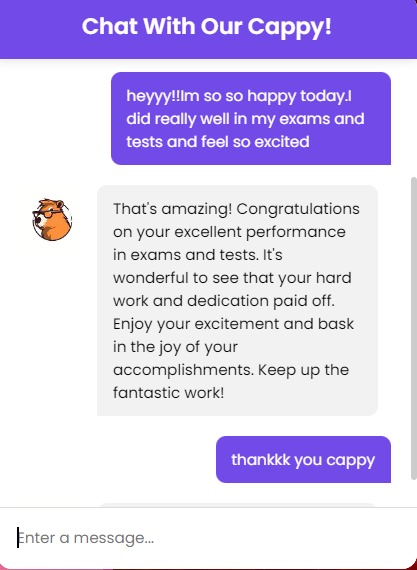 Chat With Our Cappy!
heyyy!!Im so so happy today.I
did really well in my exams and
tests and feel so excited
That's amazing! Congratulations
on your excellent performance
in exams and tests. It's
wonderful to see that your hard
work and dedication paid off.
Enjoy your excitement and bask
in the joy of your
accomplishments. Keep up the
fantastic work!
thankkk you cappy
Enter a message...